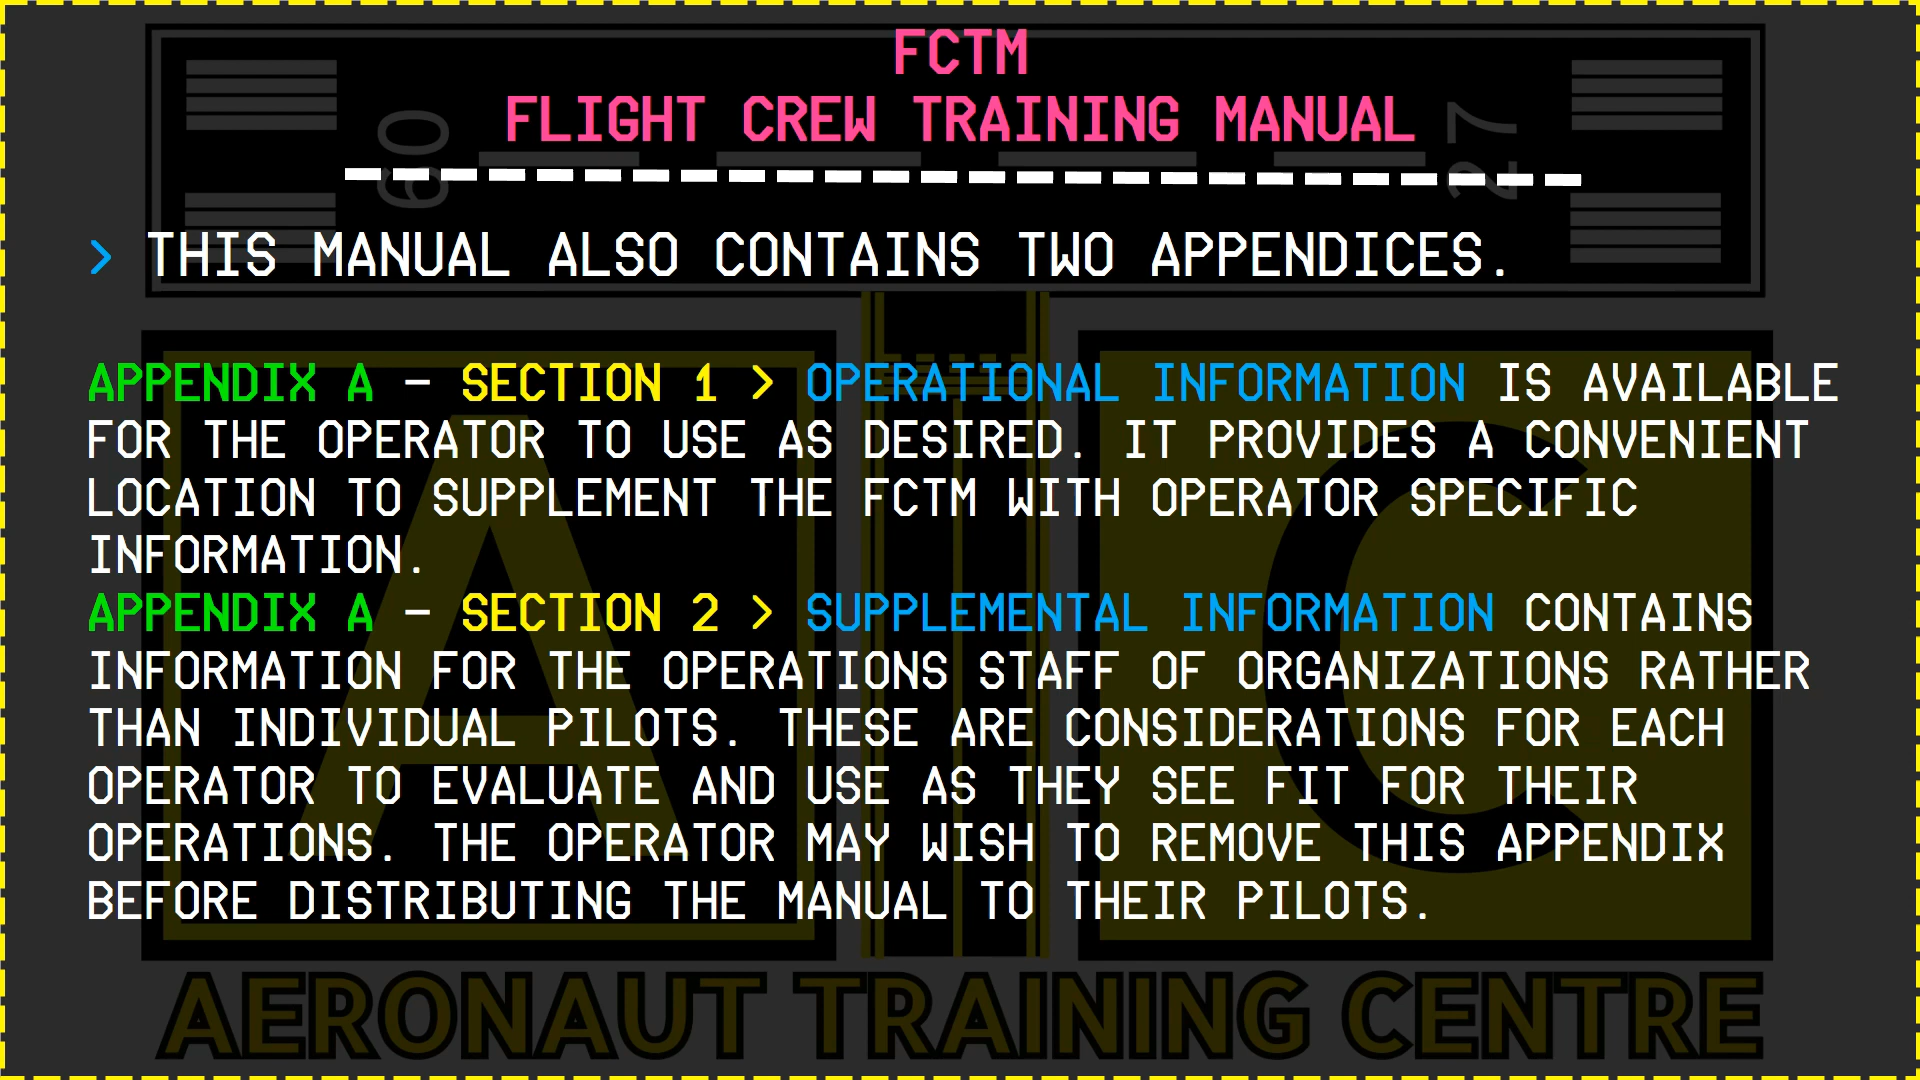 FCTM
FLIGHT CREW TRAINING MANUAL
09
27
> THIS MANUAL ALSO CONTAINS TWO APPENDICES.
APPENDIX A - SECTION 1 > OPERATIONAL INFORMATION IS AVAILABLE
FOR THE OPERATOR TO USE AS DESIRED. IT PROVIDES A CONVENIENT
LOCATION TO SUPPLEMENT THE FCTM WITH OPERATOR SPECIFIC
INFORMATION.
APPENDIX A - SECTION 2 > SUPPLEMENTAL INFORMATION CONTAINS
INFORMATION FOR THE OPERATIONS STAFF OF ORGANIZATIONS RATHER
THAN INDIVIDUAL PILOTS. THESE ARE CONSIDERATIONS FOR EACH
OPERATOR TO EVALUATE AND USE AS THEY SEE FIT FOR THEIR
OPERATIONS. THE OPERATOR MAY WISH TO REMOVE THIS APPENDIX
BEFORE DISTRIBUTING THE MANUAL TO THEIR PILOTS.
A C
AERONAUT TRAINING CENTRE